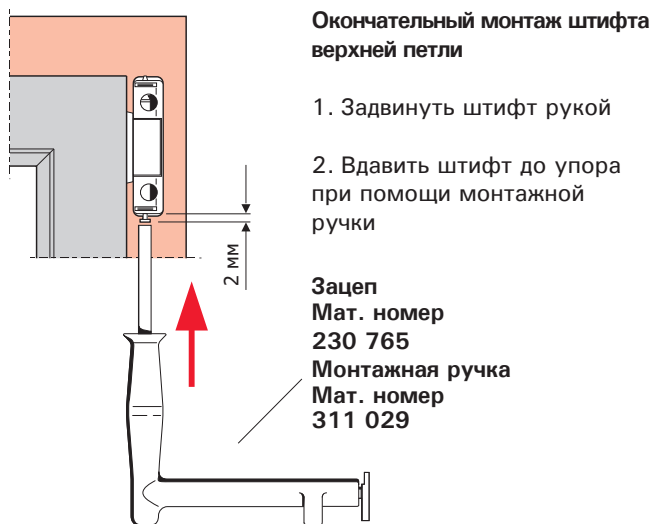 Окончательный монтаж штифта
верхней петли
1. Задвинуть штифт рукой
2. Вдавить штифт до упора
при помощи монтажной
ручки
2 мм
Зацеп
Мат. номер
230 765
Монтажная ручка
Мат. номер
311 029